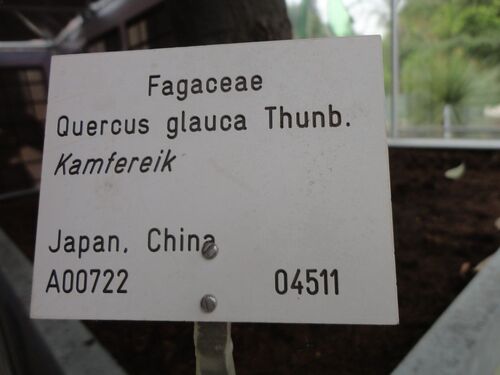 Fagaceae
Quercus glauca Thunb.
Kamfereik
Japan, China
A00722 04511